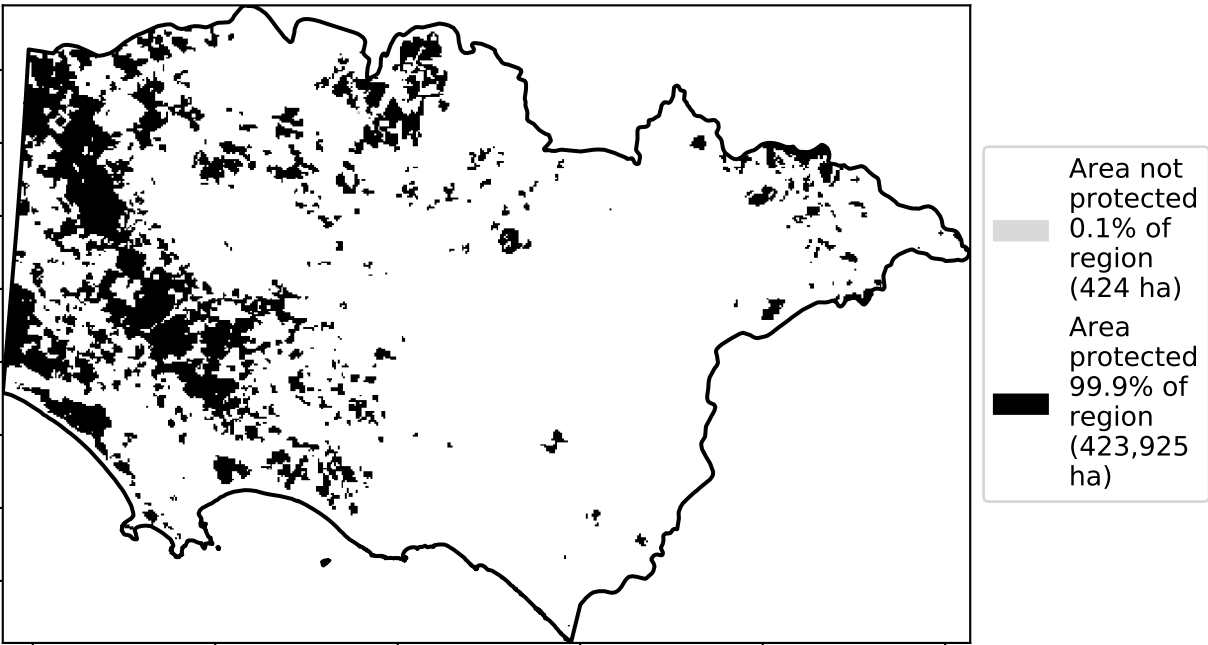 Area not
protected
0.1% of
region
(424 ha)
Area
protected
99.9% of
region
(423,925
ha)